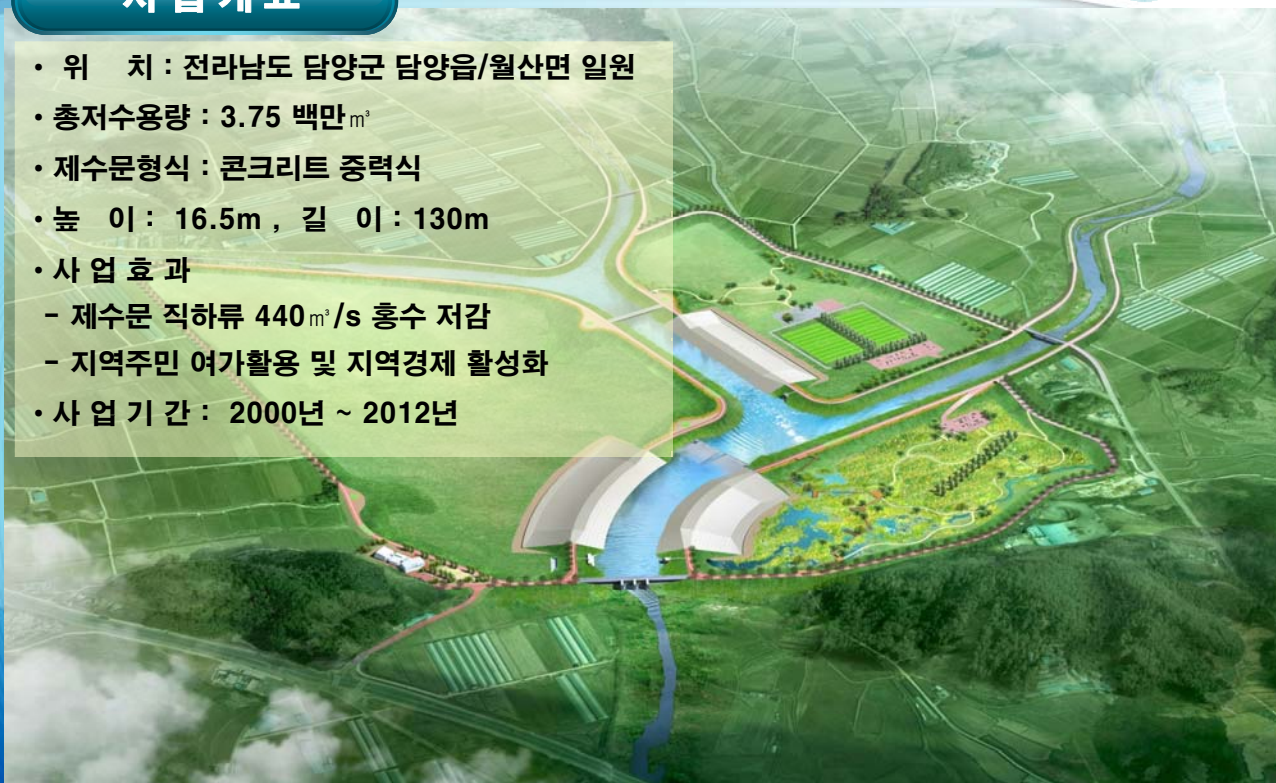 사업개요
• 위 치 : 전라남도 담양군 담양읍/월산면 일원
• 총저수용량 : 3.75 백만㎥
• 제수문형식 : 콘크리트 중력식
• 높 이 : 16.5m , 길 이 : 130m
• 사 업 효 과
- 제수문 직하류 440㎥/s 홍수 저감
- 지역주민 여가활용 및 지역경제 활성화
• 사 업 기 간 : 2000년 ~ 2012년